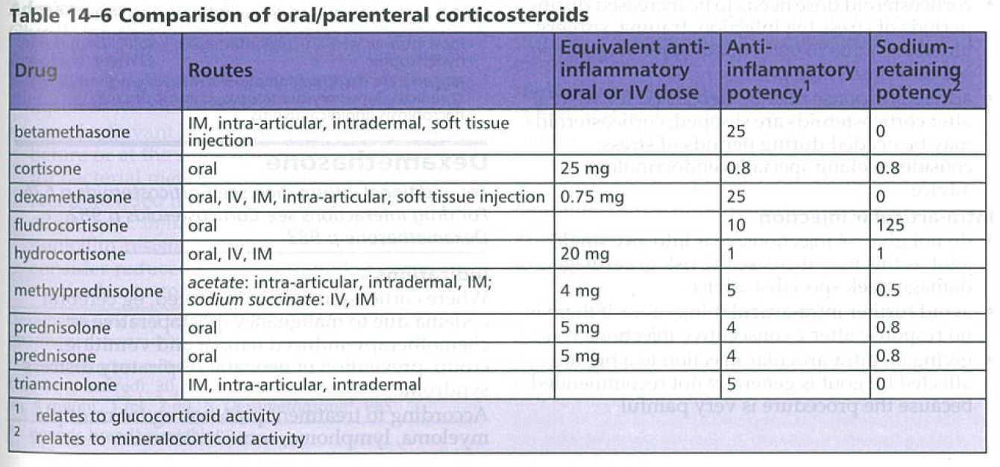 Table 14–6 Comparison of oral/parenteral corticosteroids
Drug Routes Equivalent anti-inflammatory oral or IV dose Anti-inflammatory potency¹ Sodium-retaining potency²
betamethasone IM, intra-articular, intradermal, soft tissue injection 25 0
cortisone oral 25 mg 0.8 0.8
dexamethasone oral, IV, IM, intra-articular, soft tissue injection 0.75 mg 25 0
fludrocortisone oral 10 125
hydrocortisone oral, IV, IM 20 mg 1 1
methylprednisolone acetate: intra-articular, intradermal, IM; sodium succinate: IV, IM 4 mg 5 0.5
prednisolone oral 5 mg 4 0.8
prednisone oral 5 mg 4 0.8
triamcinolone IM, intra-articular, intradermal 5 0
1 relates to glucocorticoid activity
2 relates to mineralocorticoid activity